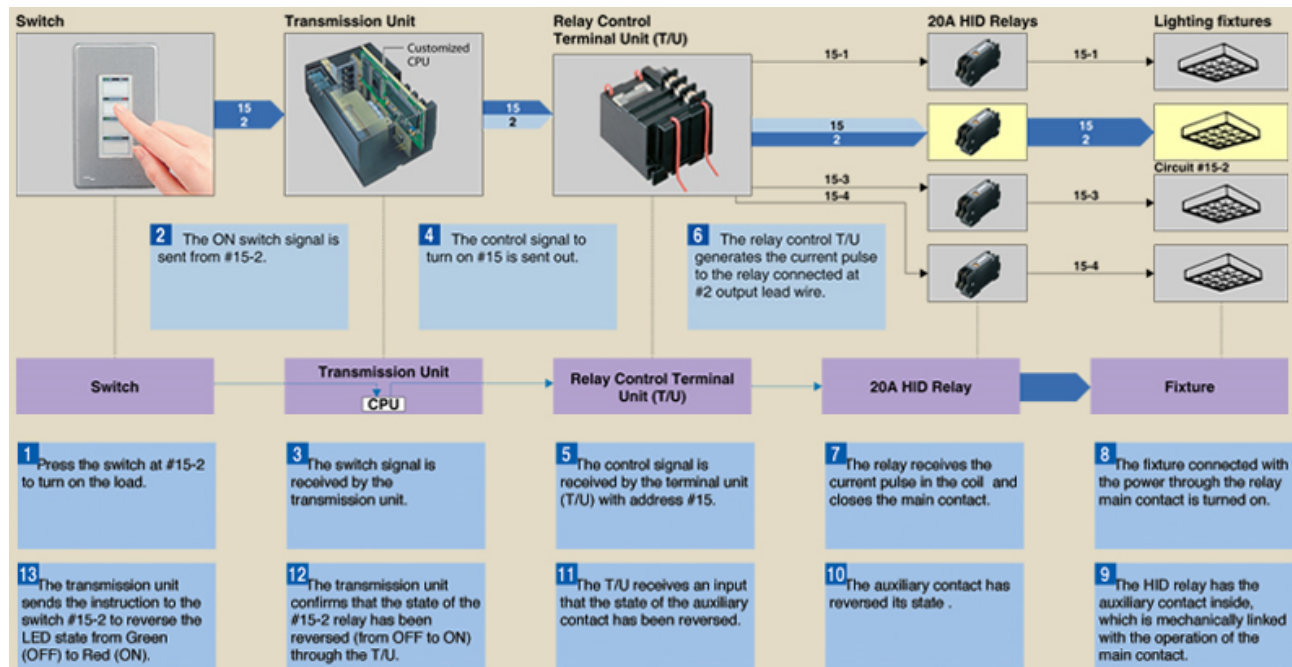 Switch
Transmission Unit
Relay Control
Terminal Unit (T/U)
20A HID Relays
Lighting fixtures
Customized
CPU
15
2
15
2
15-1
15-1
15
2
15
2
Circuit #15-2
15-3
15-4
15-3
15-4
2 The ON switch signal is
sent from #15-2.
4 The control signal to
turn on #15 is sent out.
6 The relay control T/U
generates the current pulse
to the relay connected at
#2 output lead wire.
Switch
Transmission Unit
CPU
Relay Control Terminal
Unit (T/U)
20A HID Relay
Fixture
1 Press the switch at #15-2
to turn on the load.
3 The switch signal is
received by the
transmission unit.
5 The control signal is
received by the terminal unit
(T/U) with address #15.
7 The relay receives the
current pulse in the coil and
closes the main contact.
8 The fixture connected with
the power through the relay
main contact is turned on.
13 The transmission unit
sends the instruction to the
switch #15-2 to reverse the
LED state from Green
(OFF) to Red (ON).
12 The transmission unit
confirms that the state of the
#15-2 relay has been
reversed (from OFF to ON)
through the T/U.
11 The T/U receives an input
that the state of the auxiliary
contact has been reversed.
10 The auxiliary contact has
reversed its state .
9 The HID relay has the
auxiliary contact inside,
which is mechanically linked
with the operation of the
main contact.